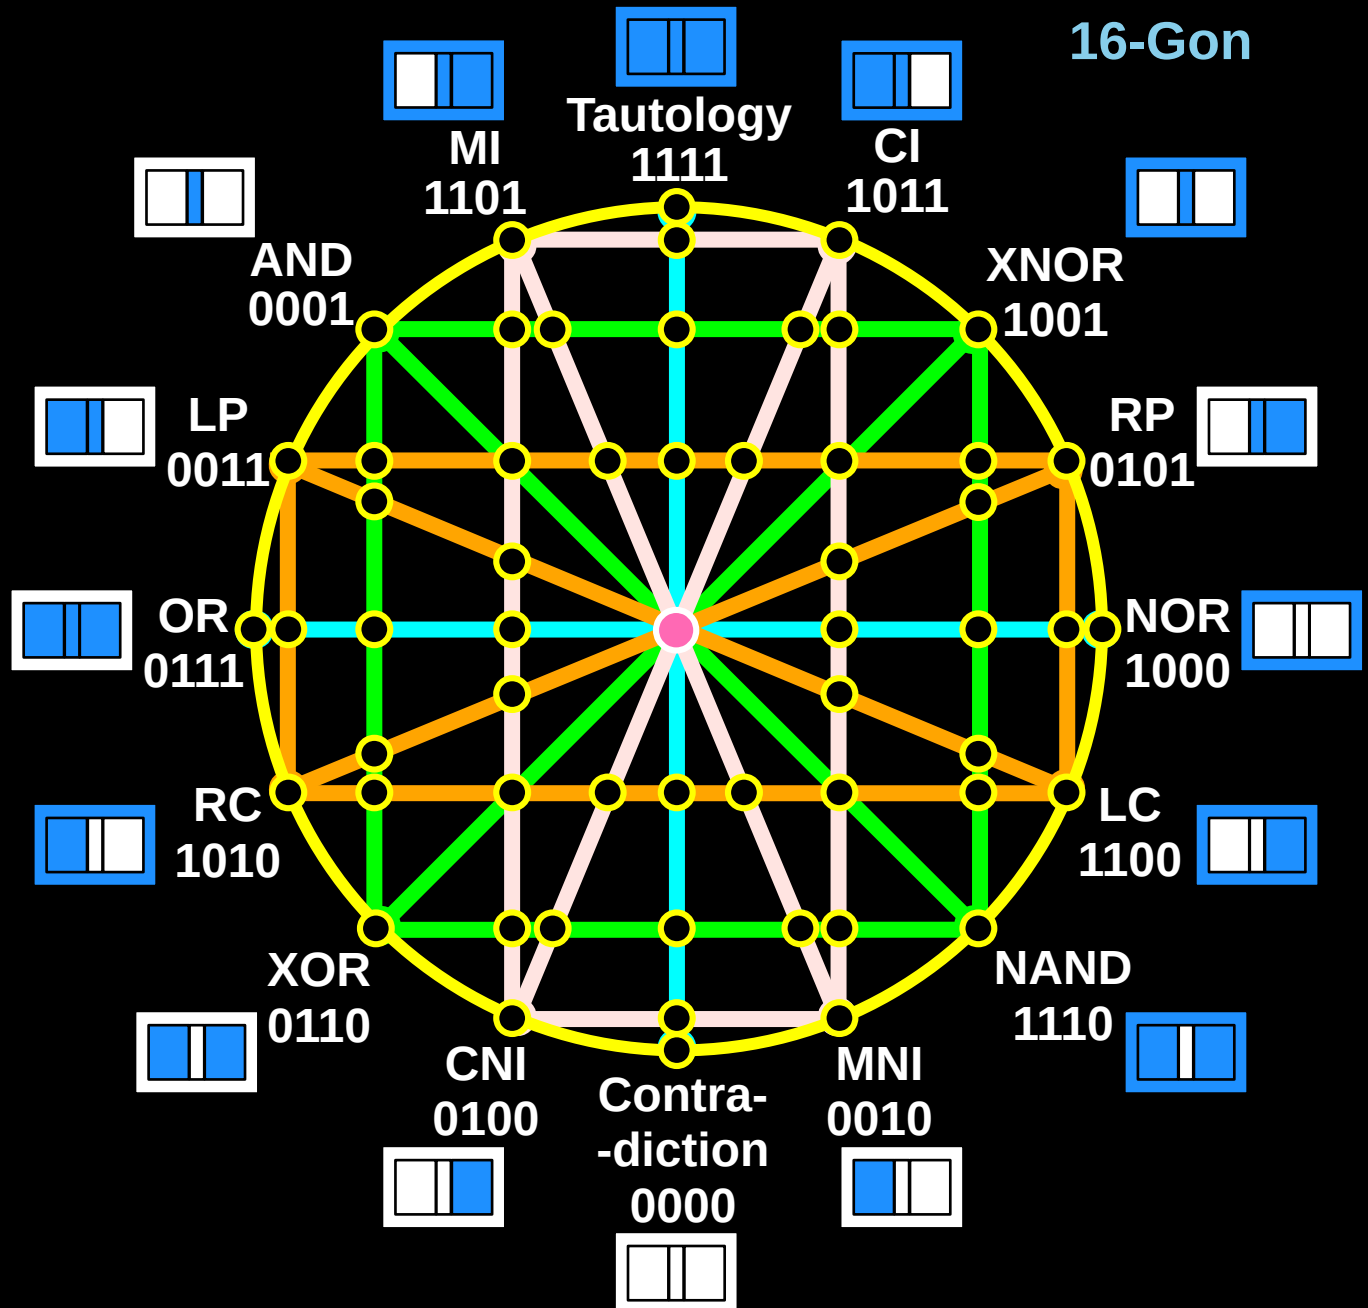 16-Gon
Tautology
1111
MI
1101
CI
1011
AND
0001
XNOR
1001
LP
0011
RP
0101
OR
0111
NOR
1000
RC
1010
LC
1100
XOR
0110
NAND
1110
CNI
0100
Contra-
-diction
0000
MNI
0010